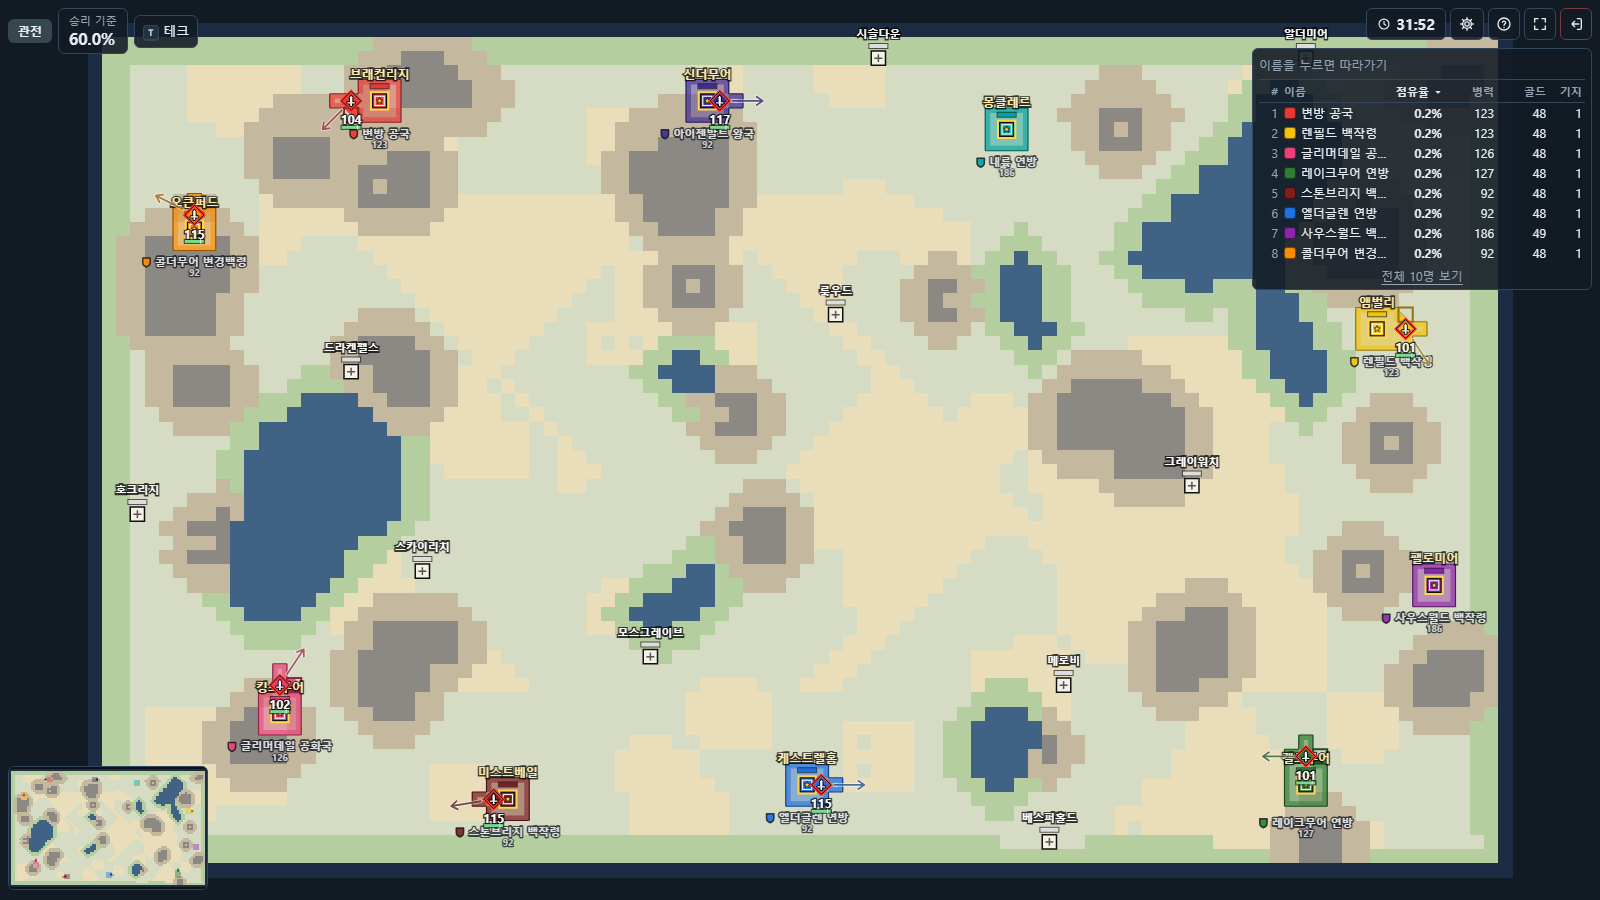 관전
승리 기준
60.0%
T 테크
31:52
이름을 누르면 따라가기
# 이름 점유율 병력 골드 기지
1 변방 공국 0.2% 123 48 1
2 렌필드 백작령 0.2% 123 48 1
3 글리머데일 공... 0.2% 126 48 1
4 레이크무어 연방 0.2% 127 48 1
5 스톤브리지 백... 0.2% 92 48 1
6 엘더글렌 연방 0.2% 92 48 1
7 사우스월드 백... 0.2% 186 49 1
8 콜더무어 변경... 0.2% 92 48 1
전체 10명 보기
시슬다운
알더미어
브래컨리지
104
변방 공국
123
신더무어
117
아이젠발트 왕국
92
몽클레르
내륙 연방
186
오큰퍼드
115
콜더무어 변경백령
92
룻우드
앰벌리
101
렌필드 백작령
123
드라켄펠스
그레이워치
호크리지
스카이리치
펠로미어
사우스월드 백작령
186
모스그레이브
메로비
102
글리머데일 공화국
126
미스트베일
115
스톤브리지 백작령
92
케스트렐홈
115
엘더글렌 연방
92
베스퍼홀드
101
레이크무어 연방
127